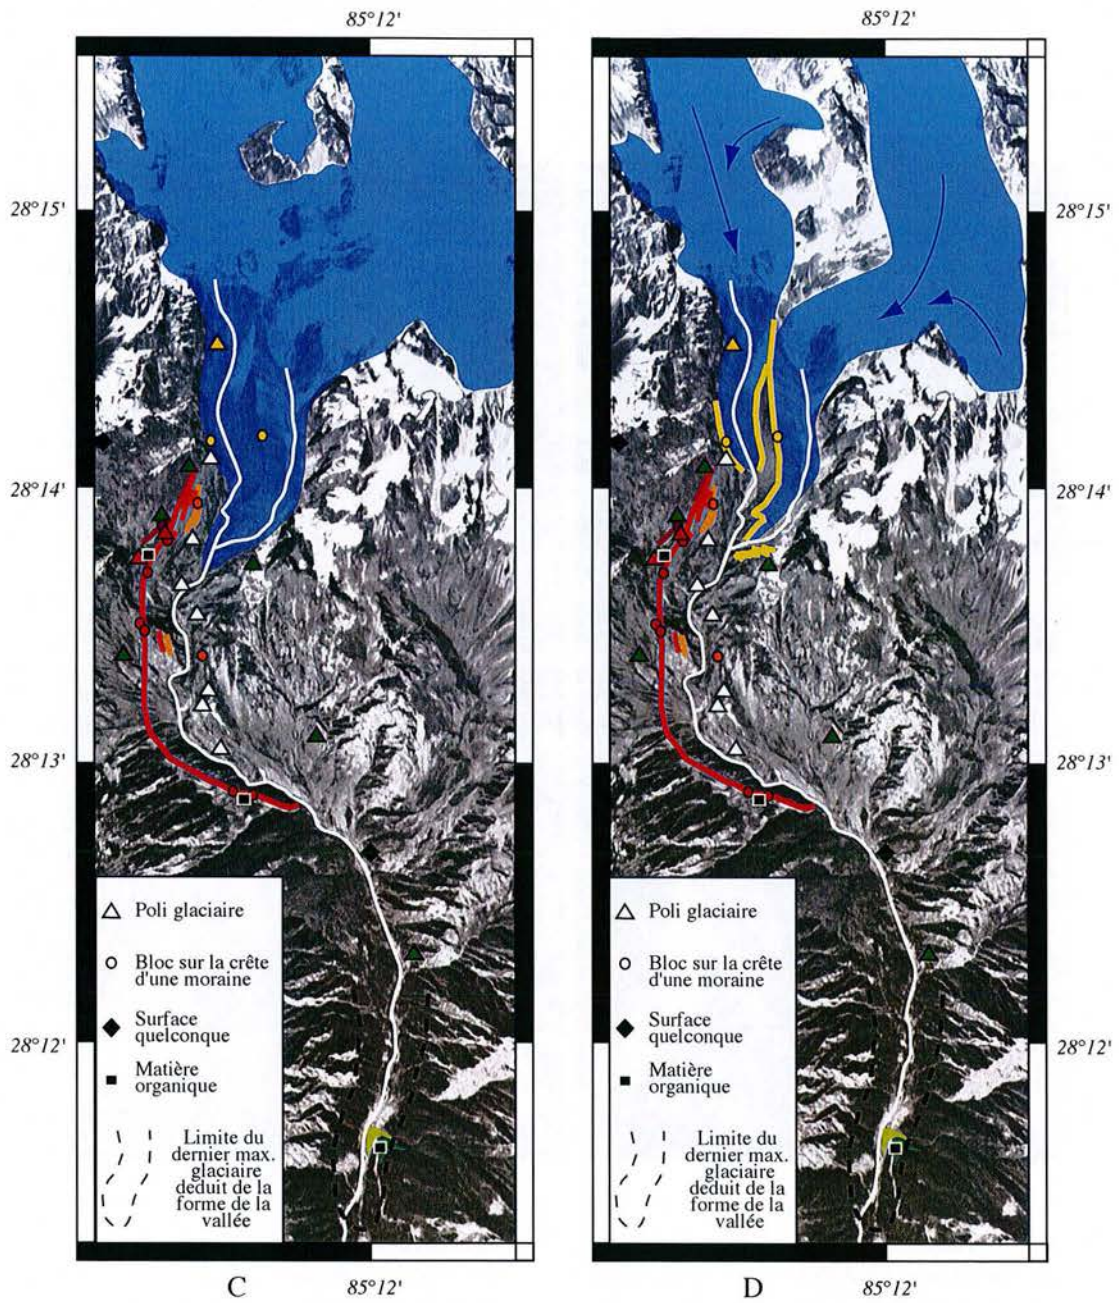 85°12'
85°12'
28°15'
28°15'
28°14'
28°14'
28°13'
28°13'
28°12'
28°12'
Poli glaciaire
Bloc sur la crête
d'une moraine
Surface
quelconque
Matière
organique
Limite du
dernier max.
glaciaire
deduit de la
forme de la
vallée
Poli glaciaire
Bloc sur la crête
d'une moraine
Surface
quelconque
Matière
organique
Limite du
dernier max.
glaciaire
deduit de la
forme de la
vallée
C
85°12'
D
85°12'